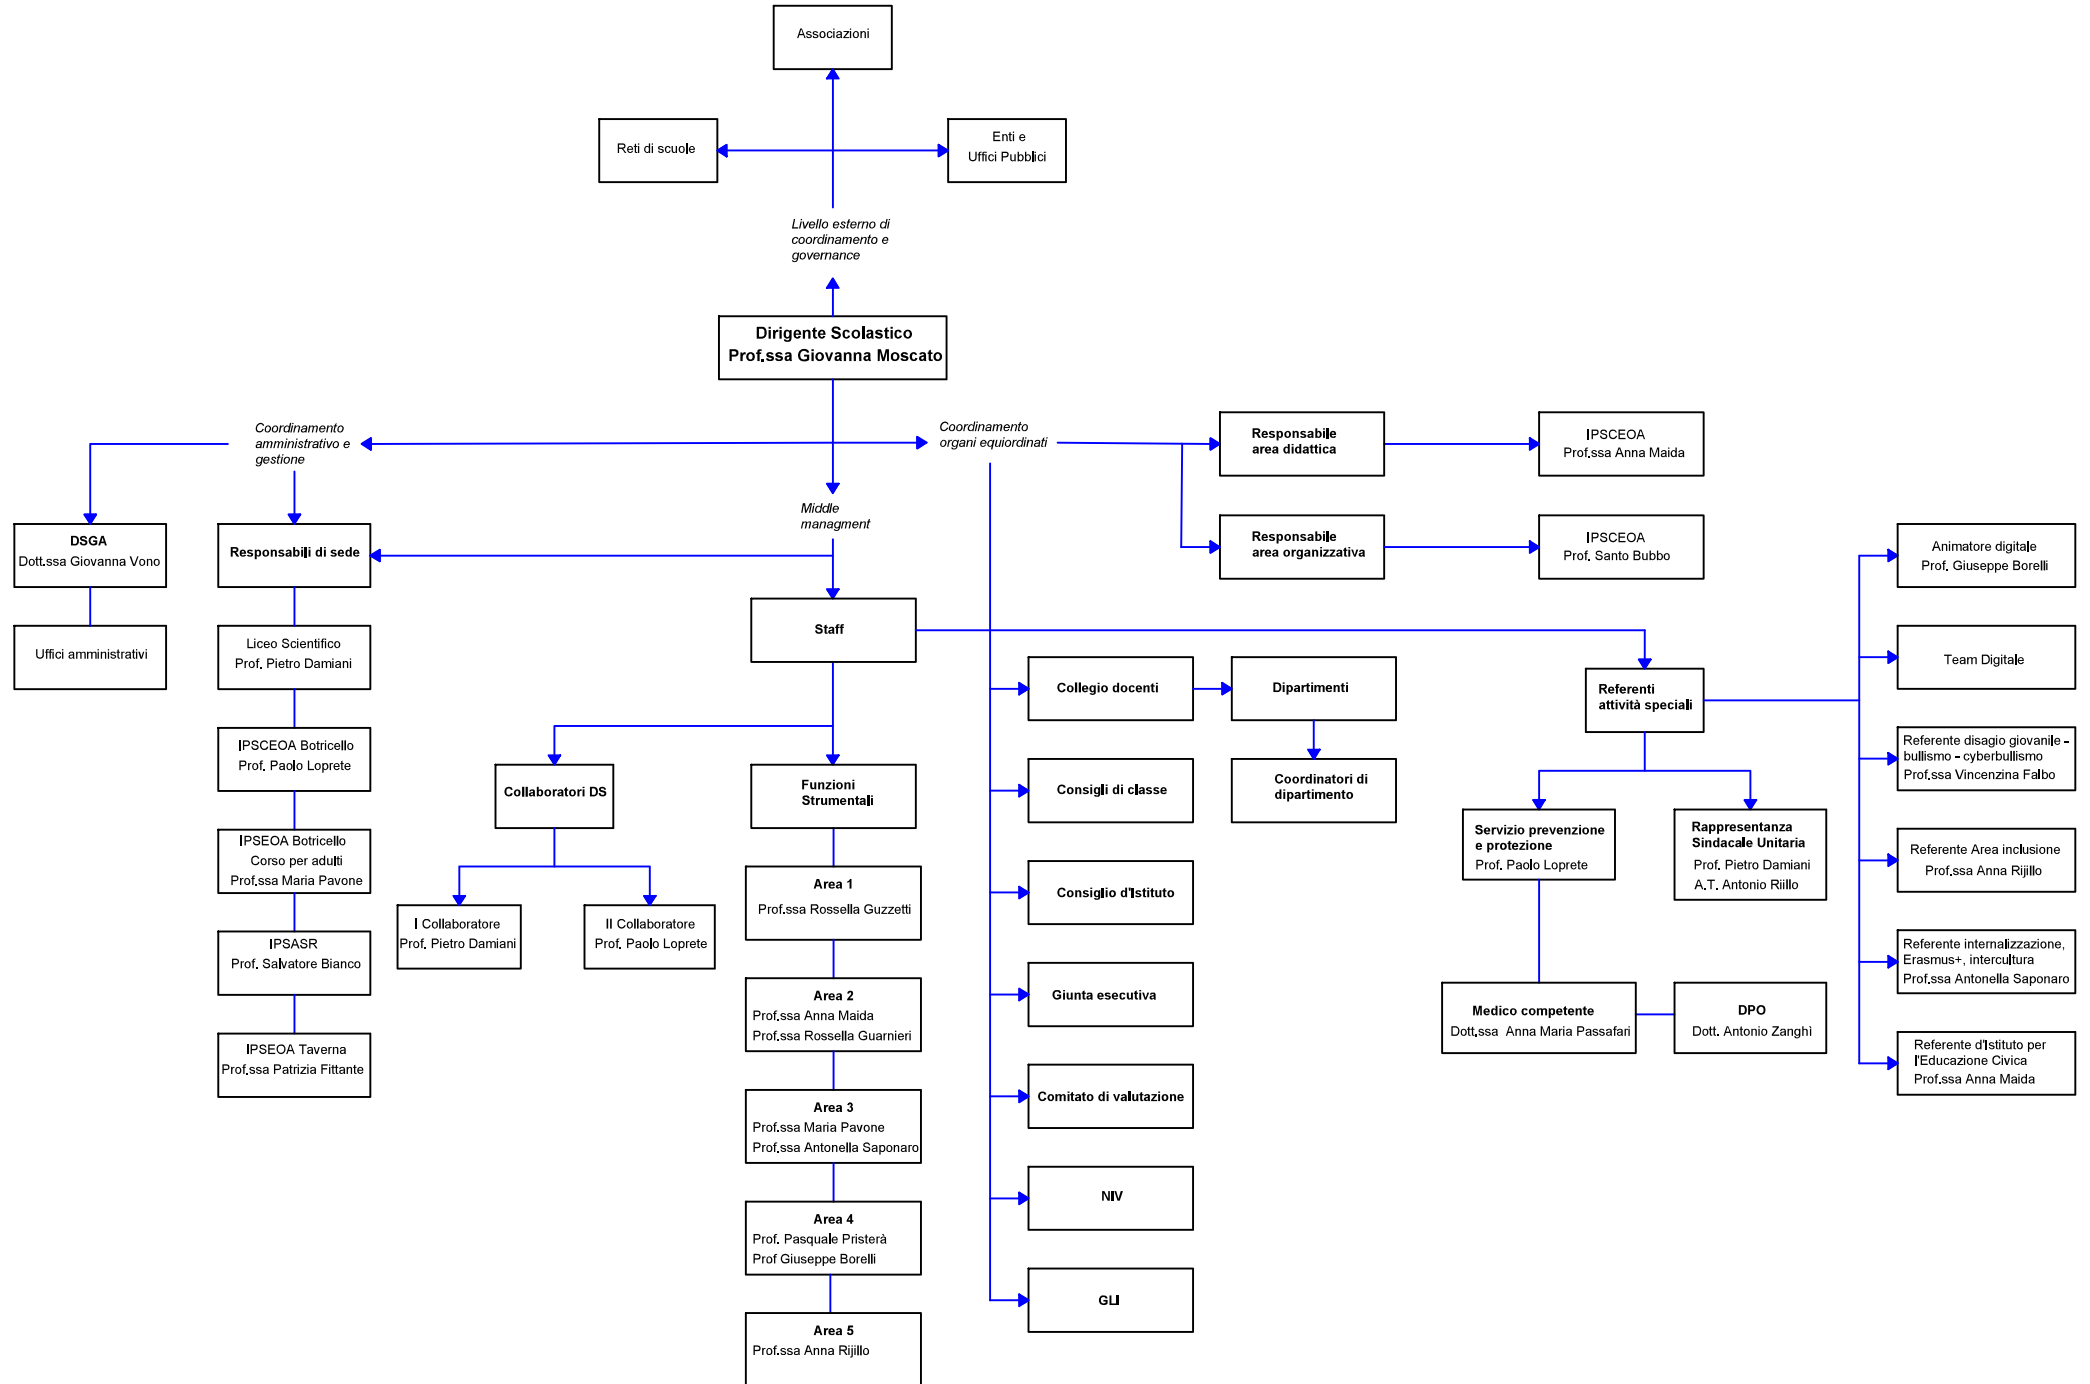 Associazioni
Reti di scuole
Enti e
Uffici Pubblici
Livello esterno di
coordinamento e
governance
Dirigente Scolastico
Prof.ssa Giovanna Moscato
Coordinamento
amministrativo e
gestione
Coordinamento
organi equiordinati
Responsabile
area didattica
IPSCEOA
Prof.ssa Anna Maida
Middle
managment
DSGA
Dott.ssa Giovanna Vono
Responsabili di sede
Responsabile
area organizzativa
IPSCEOA
Prof. Santo Bubbo
Animatore digitale
Prof. Giuseppe Borelli
Staff
Uffici amministrativi
Liceo Scientifico
Prof. Pietro Damiani
Team Digitale
Collegio docenti
Dipartimenti
Referenti
attività speciali
IPSCEOA Botricello
Prof. Paolo Loprete
Referente disagio giovanile -
bullismo - cyberbullismo
Prof.ssa Vincenzina Falbo
Collaboratori DS
Funzioni
Strumentali
Consigli di classe
Coordinatori di
dipartimento
Servizio prevenzione
e protezione
Prof. Paolo Loprete
Rappresentanza
Sindacale Unitaria
Prof. Pietro Damiani
A.T. Antonio Riillo
IPSEOA Botricello
Corso per adulti
Prof.ssa Maria Pavone
Referente Area inclusione
Prof.ssa Anna Rijillo
Area 1
Prof.ssa Rossella Guzzetti
Consiglio d'Istituto
I Collaboratore
Prof. Pietro Damiani
II Collaboratore
Prof. Paolo Loprete
IPSASR
Prof. Salvatore Bianco
Referente internalizzazione,
Erasmus+, intercultura
Prof.ssa Antonella Saponaro
Area 2
Prof.ssa Anna Maida
Prof.ssa Rossella Guarnieri
Giunta esecutiva
Medico competente
Dott.ssa  Anna Maria Passafari
DPO
Dott. Antonio Zanghì
IPSEOA Taverna
Prof.ssa Patrizia Fittante
Referente d'Istituto per
l'Educazione Civica
Prof.ssa Anna Maida
Area 3
Prof.ssa Maria Pavone
Prof.ssa Antonella Saponaro
Comitato di valutazione
NIV
Area 4
Prof. Pasquale Pristerà
Prof Giuseppe Borelli
GLI
Area 5
Prof.ssa Anna Rijillo